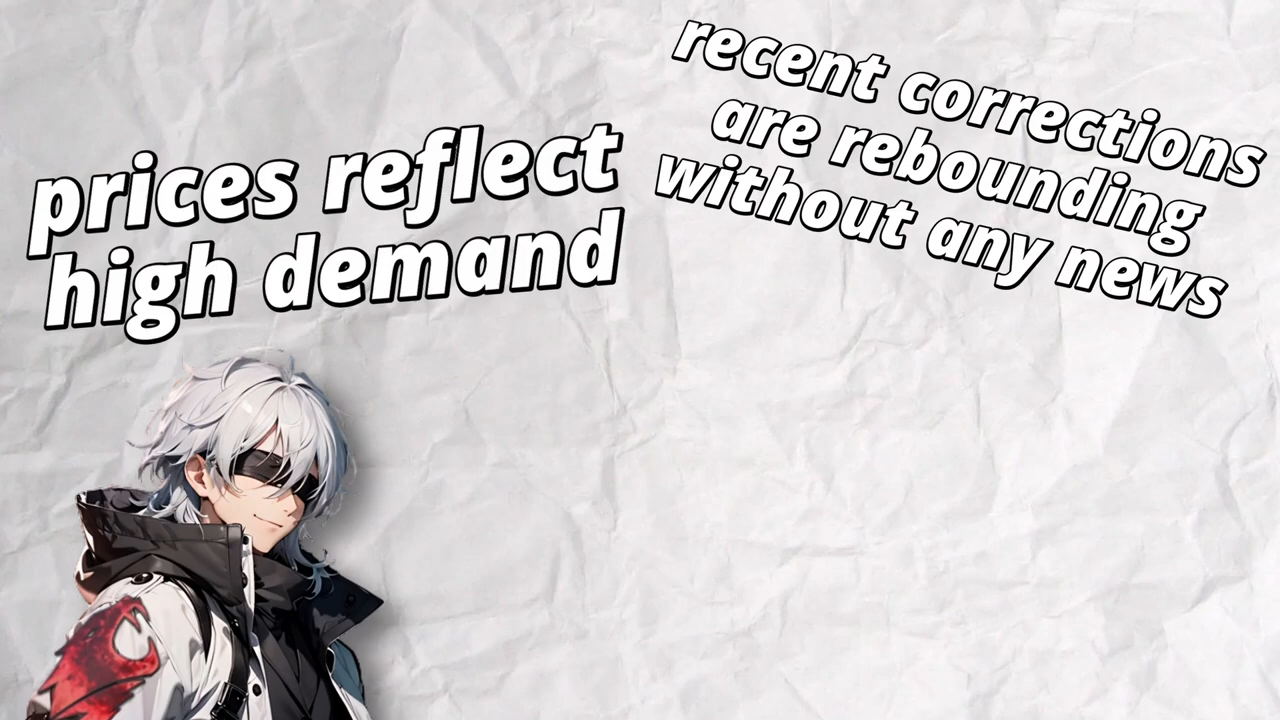 prices reflect
high demand
recent corrections
are rebounding
without any news